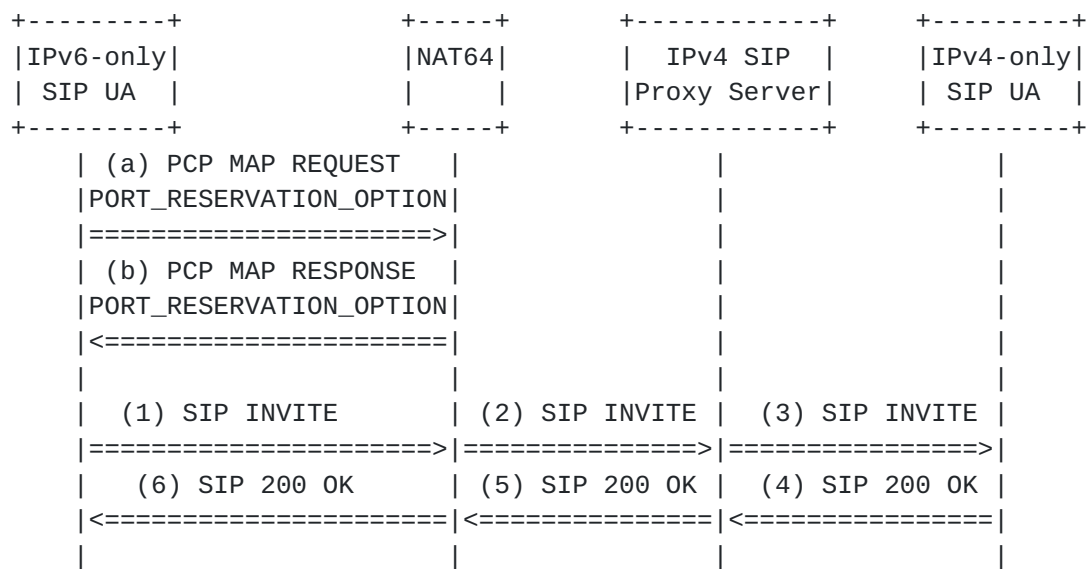 +---------+              +-----+       +------------+     +---------+
|IPv6-only|              |NAT64|       |  IPv4 SIP  |     |IPv4-only|
| SIP UA  |              |     |       |Proxy Server|     | SIP UA  |
+---------+              +-----+       +------------+     +---------+
    | (a) PCP MAP REQUEST   |                |                 |
    |PORT_RESERVATION_OPTION|                |                 |
    |======================>|                |                 |
    | (b) PCP MAP RESPONSE  |                |                 |
    |PORT_RESERVATION_OPTION|                |                 |
    |<======================|                |                 |
    |                       |                |                 |
    |  (1) SIP INVITE       | (2) SIP INVITE |  (3) SIP INVITE |
    |======================>|===============>|================>|
    |   (6) SIP 200 OK      | (5) SIP 200 OK |  (4) SIP 200 OK |
    |<======================|<===============|<================|
    |                       |                |                 |